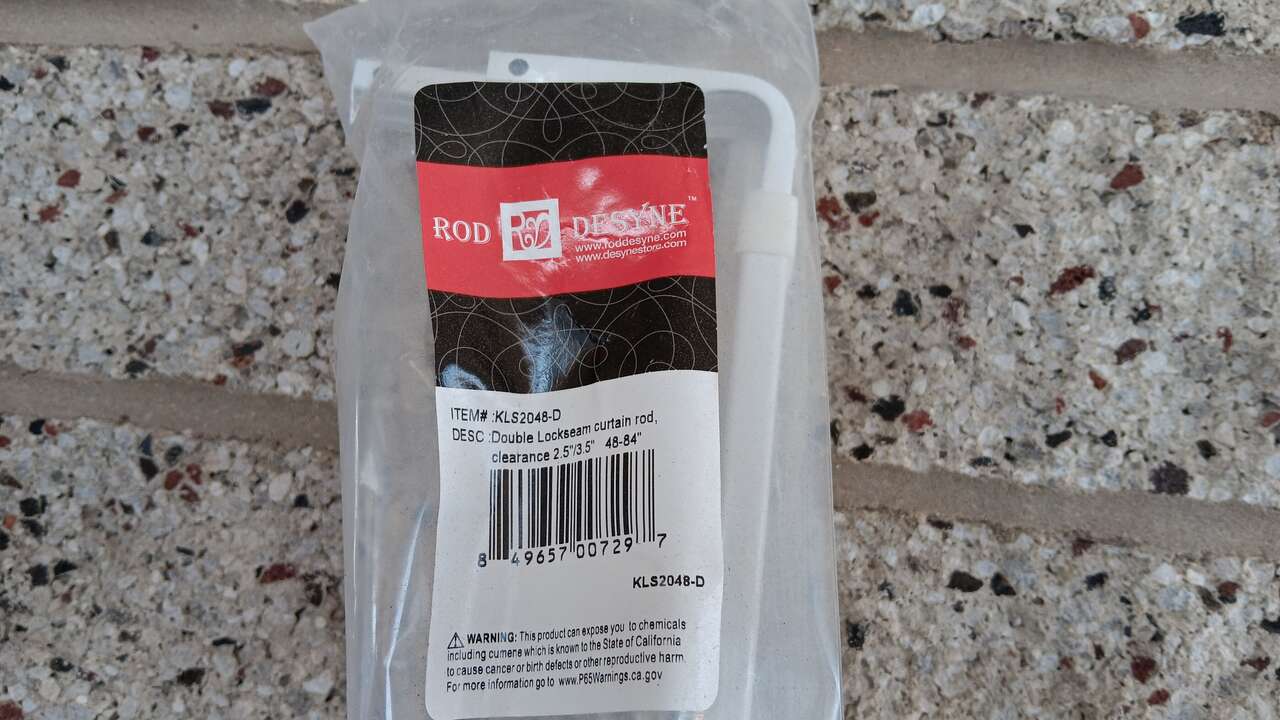 ROD RD DESYNE™
www.roddesyne.com
www.desynestore.com
ITEM# :KLS2048-D
DESC :Double Lockseam curtain rod,
clearance 2.5"/3.5" 48-84"
8 49657 00729 7
KLS2048-D
⚠ WARNING: This product can expose you to chemicals
including cumene which is known to the State of California
to cause cancer or birth defects or other reproductive harm.
For more information go to www.P65Warnings.ca.gov